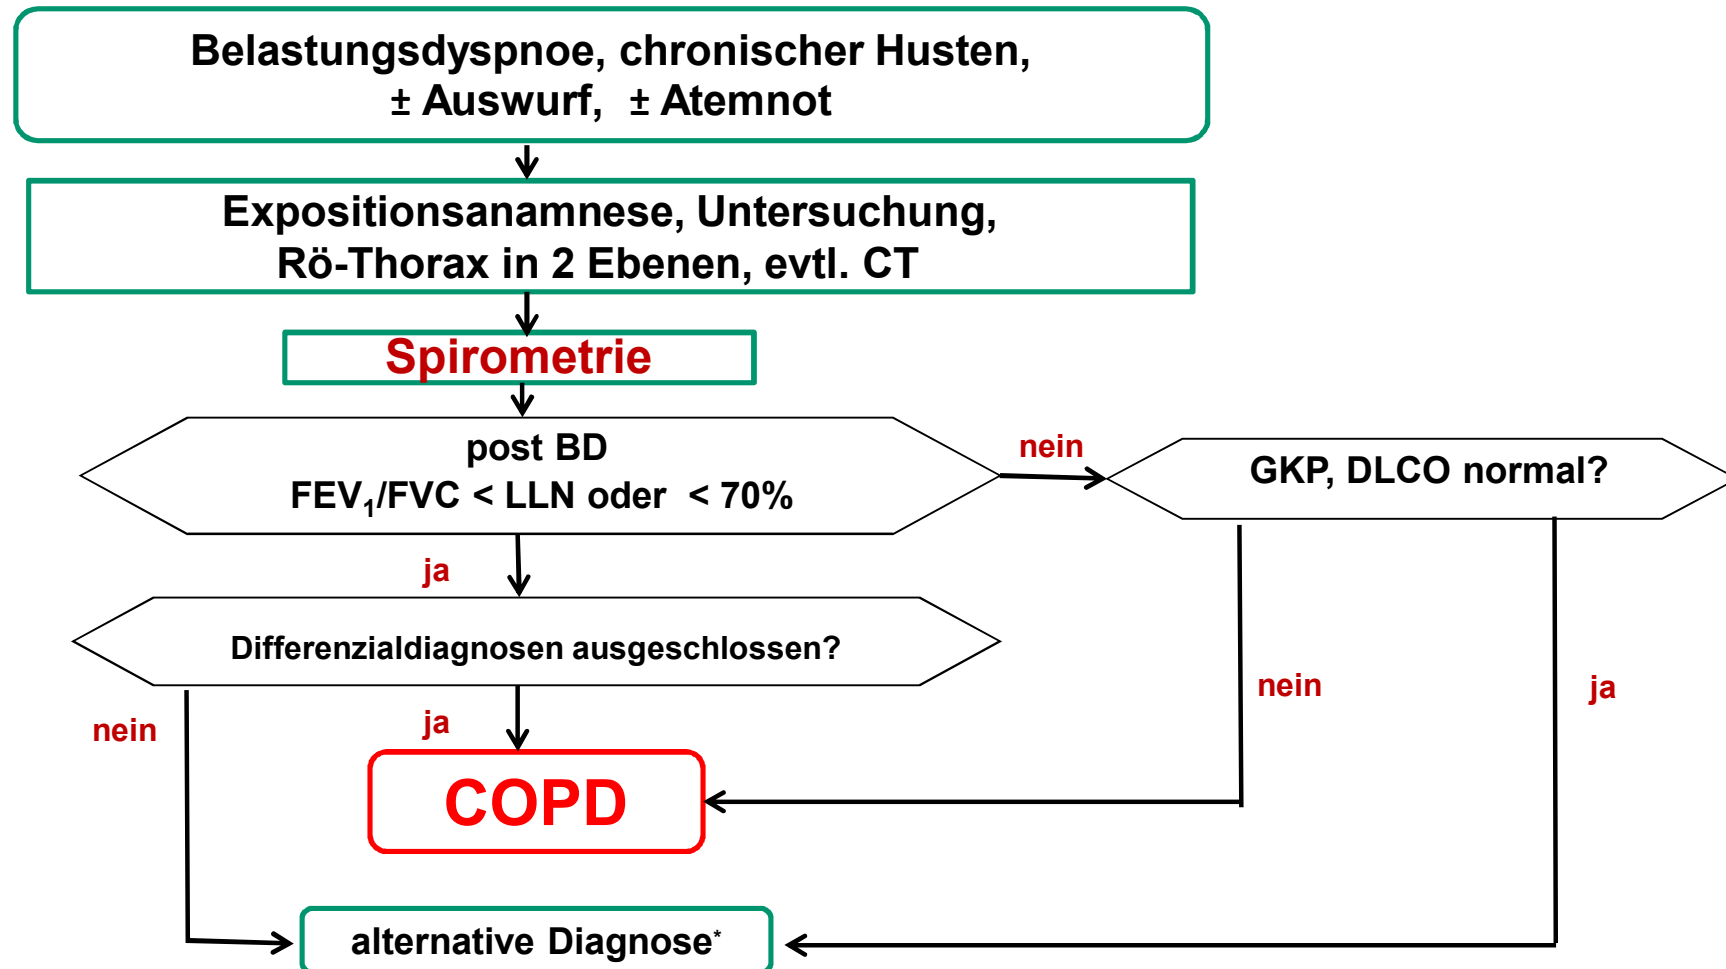 Belastungsdyspnoe, chronischer Husten,
± Auswurf, ± Atemnot
Expositionsanamnese, Untersuchung,
Rö-Thorax in 2 Ebenen, evtl. CT
Spirometrie
post BD
FEV₁/FVC < LLN oder < 70%
nein
GKP, DLCO normal?
ja
Differenzialdiagnosen ausgeschlossen?
nein
ja
nein
ja
COPD
alternative Diagnose*